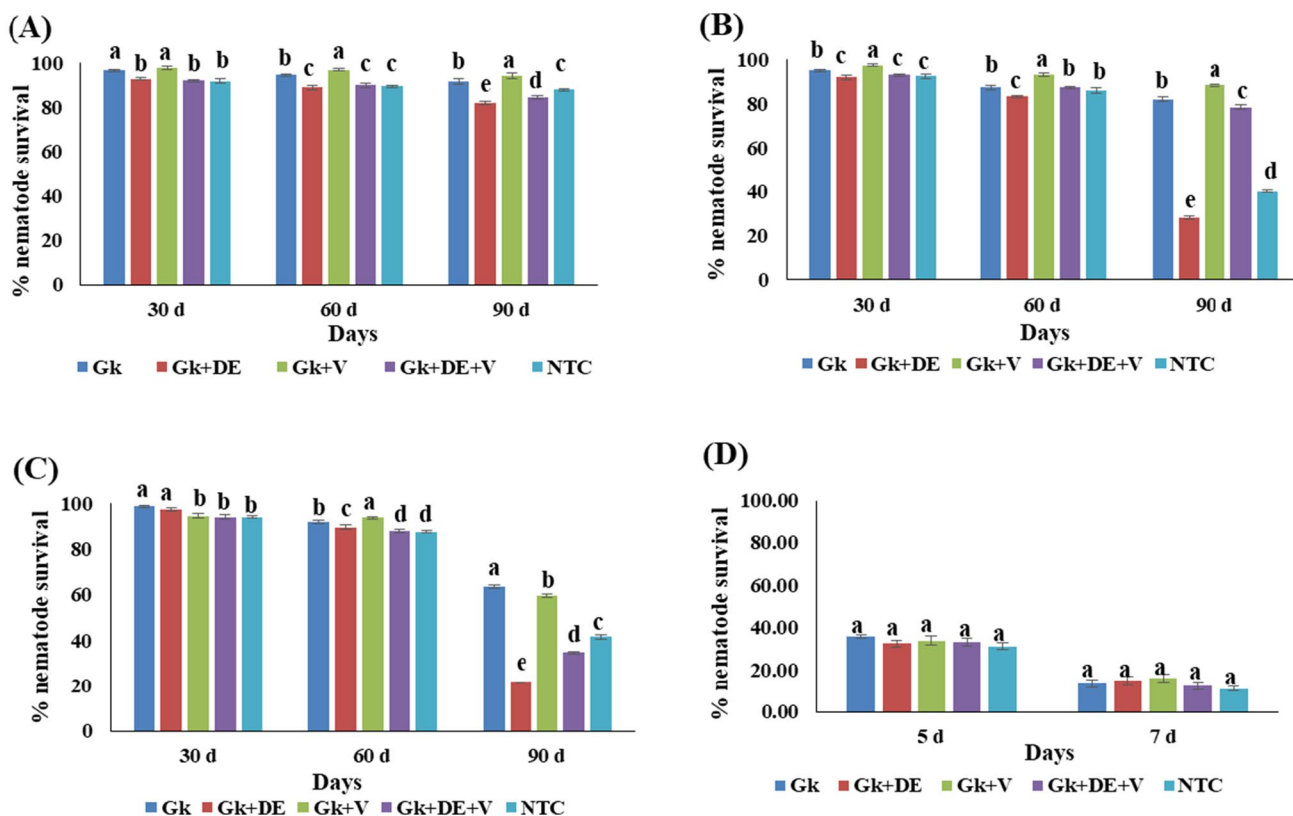 (A)
a b a b b b c a c c b e a d c
% nematode survival
100
80
60
40
20
0
30 d 60 d 90 d
Days
Gk Gk+DE Gk+V Gk+DE+V NTC
(B)
b c a c c b c a b b b e a c d
% nematode survival
100
80
60
40
20
0
30 d 60 d 90 d
Days
Gk Gk+DE Gk+V Gk+DE+V NTC
(C)
a a b b b b c a d d a e b d c
% nematode survival
100
80
60
40
20
0
30 d 60 d 90 d
Days
Gk Gk+DE Gk+V Gk+DE+V NTC
(D)
a a a a a a a a a a
% nematode survival
100.00
80.00
60.00
40.00
20.00
0.00
5 d 7 d
Days
Gk Gk+DE Gk+V Gk+DE+V NTC